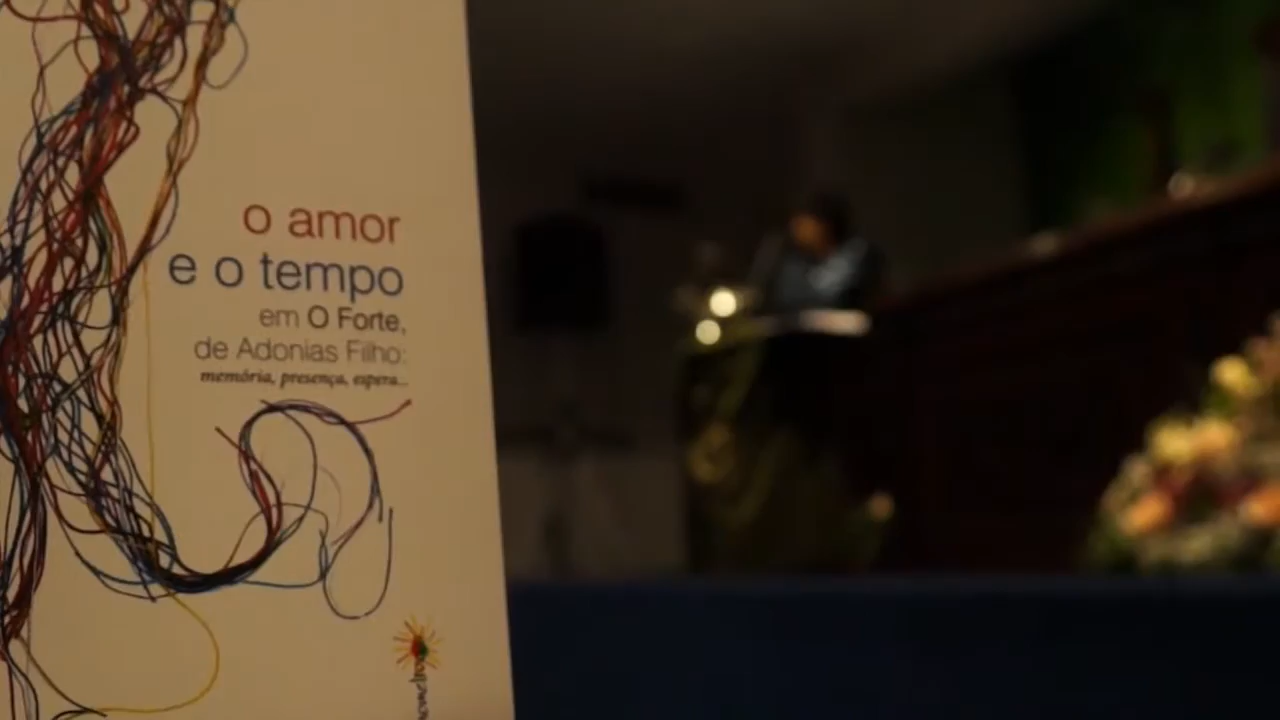 o amor
e o tempo
em O Forte,
de Adonias Filho:
memória, presença, espera...